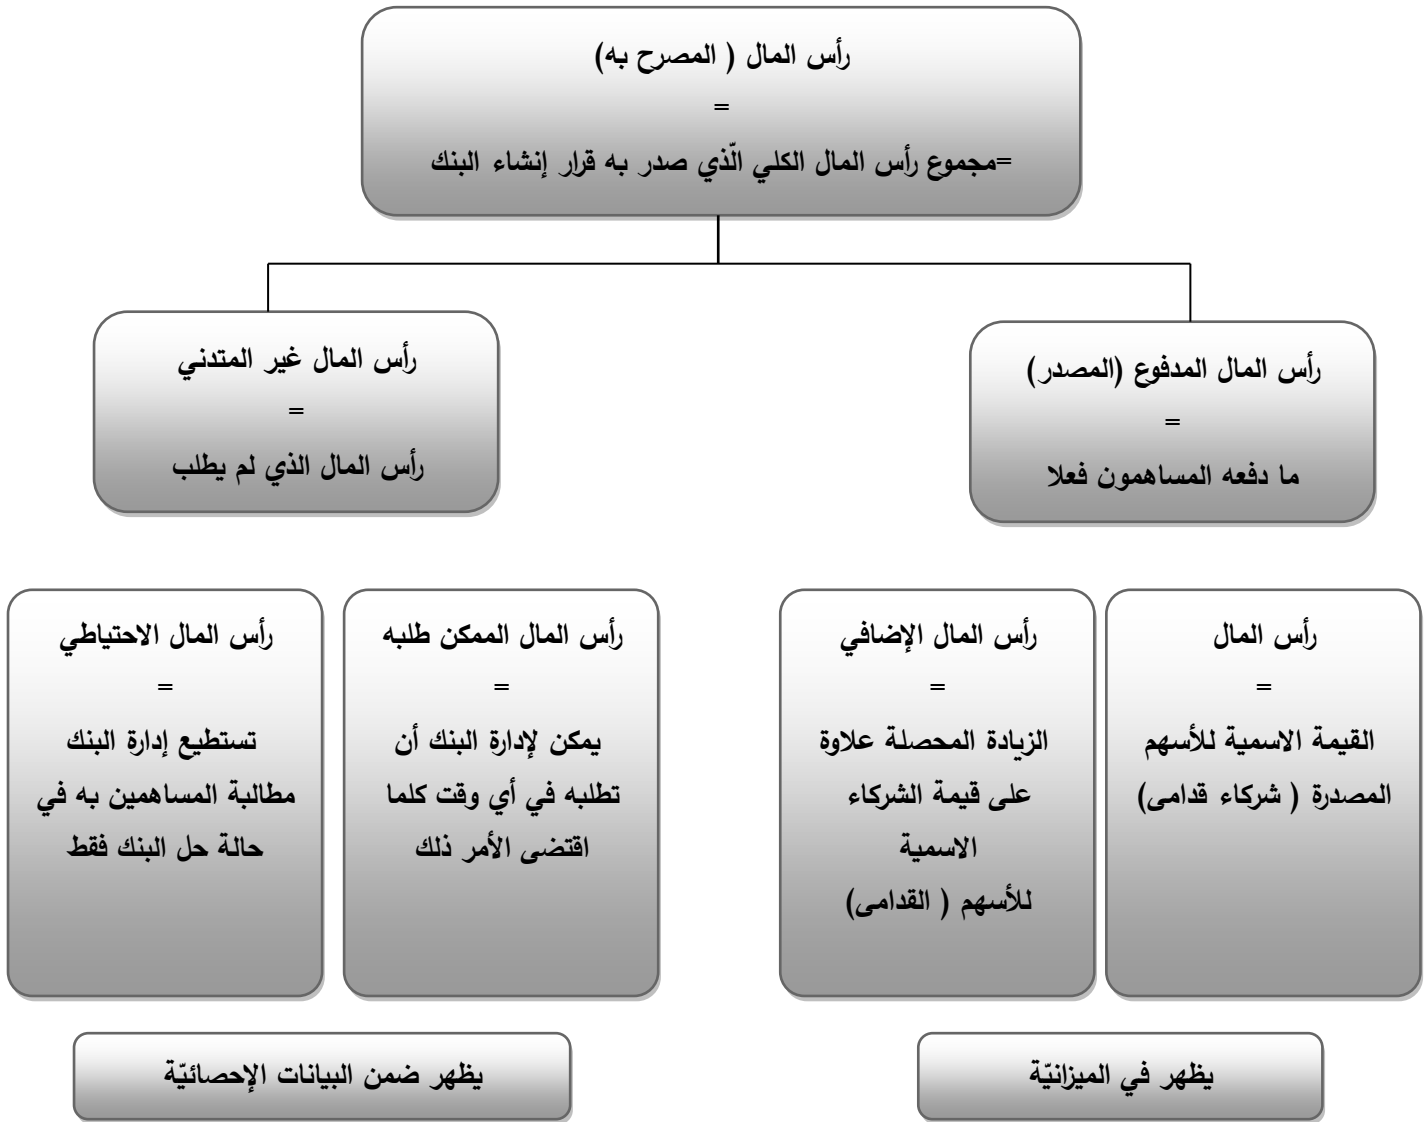 رأس المال ( المصرح به)
=
=مجموع رأس المال الكلي الّذي صدر به قرار إنشاء البنك
رأس المال المدفوع (المصدر)
=
ما دفعه المساهمون فعلا
رأس المال غير المتدني
=
رأس المال الذي لم يطلب
رأس المال
=
القيمة الاسمية للأسهم
المصدرة ( شركاء قدامى)
رأس المال الإضافي
=
الزيادة المحصلة علاوة
على قيمة الشركاء
الاسمية
للأسهم ( القدامى)
رأس المال الممكن طلبه
=
يمكن لإدارة البنك أن
تطلبه في أي وقت كلما
اقتضى الأمر ذلك
رأس المال الاحتياطي
=
تستطيع إدارة البنك
مطالبة المساهمين به في
حالة حل البنك فقط
يظهر في الميزانيّة
يظهر ضمن البيانات الإحصائيّة